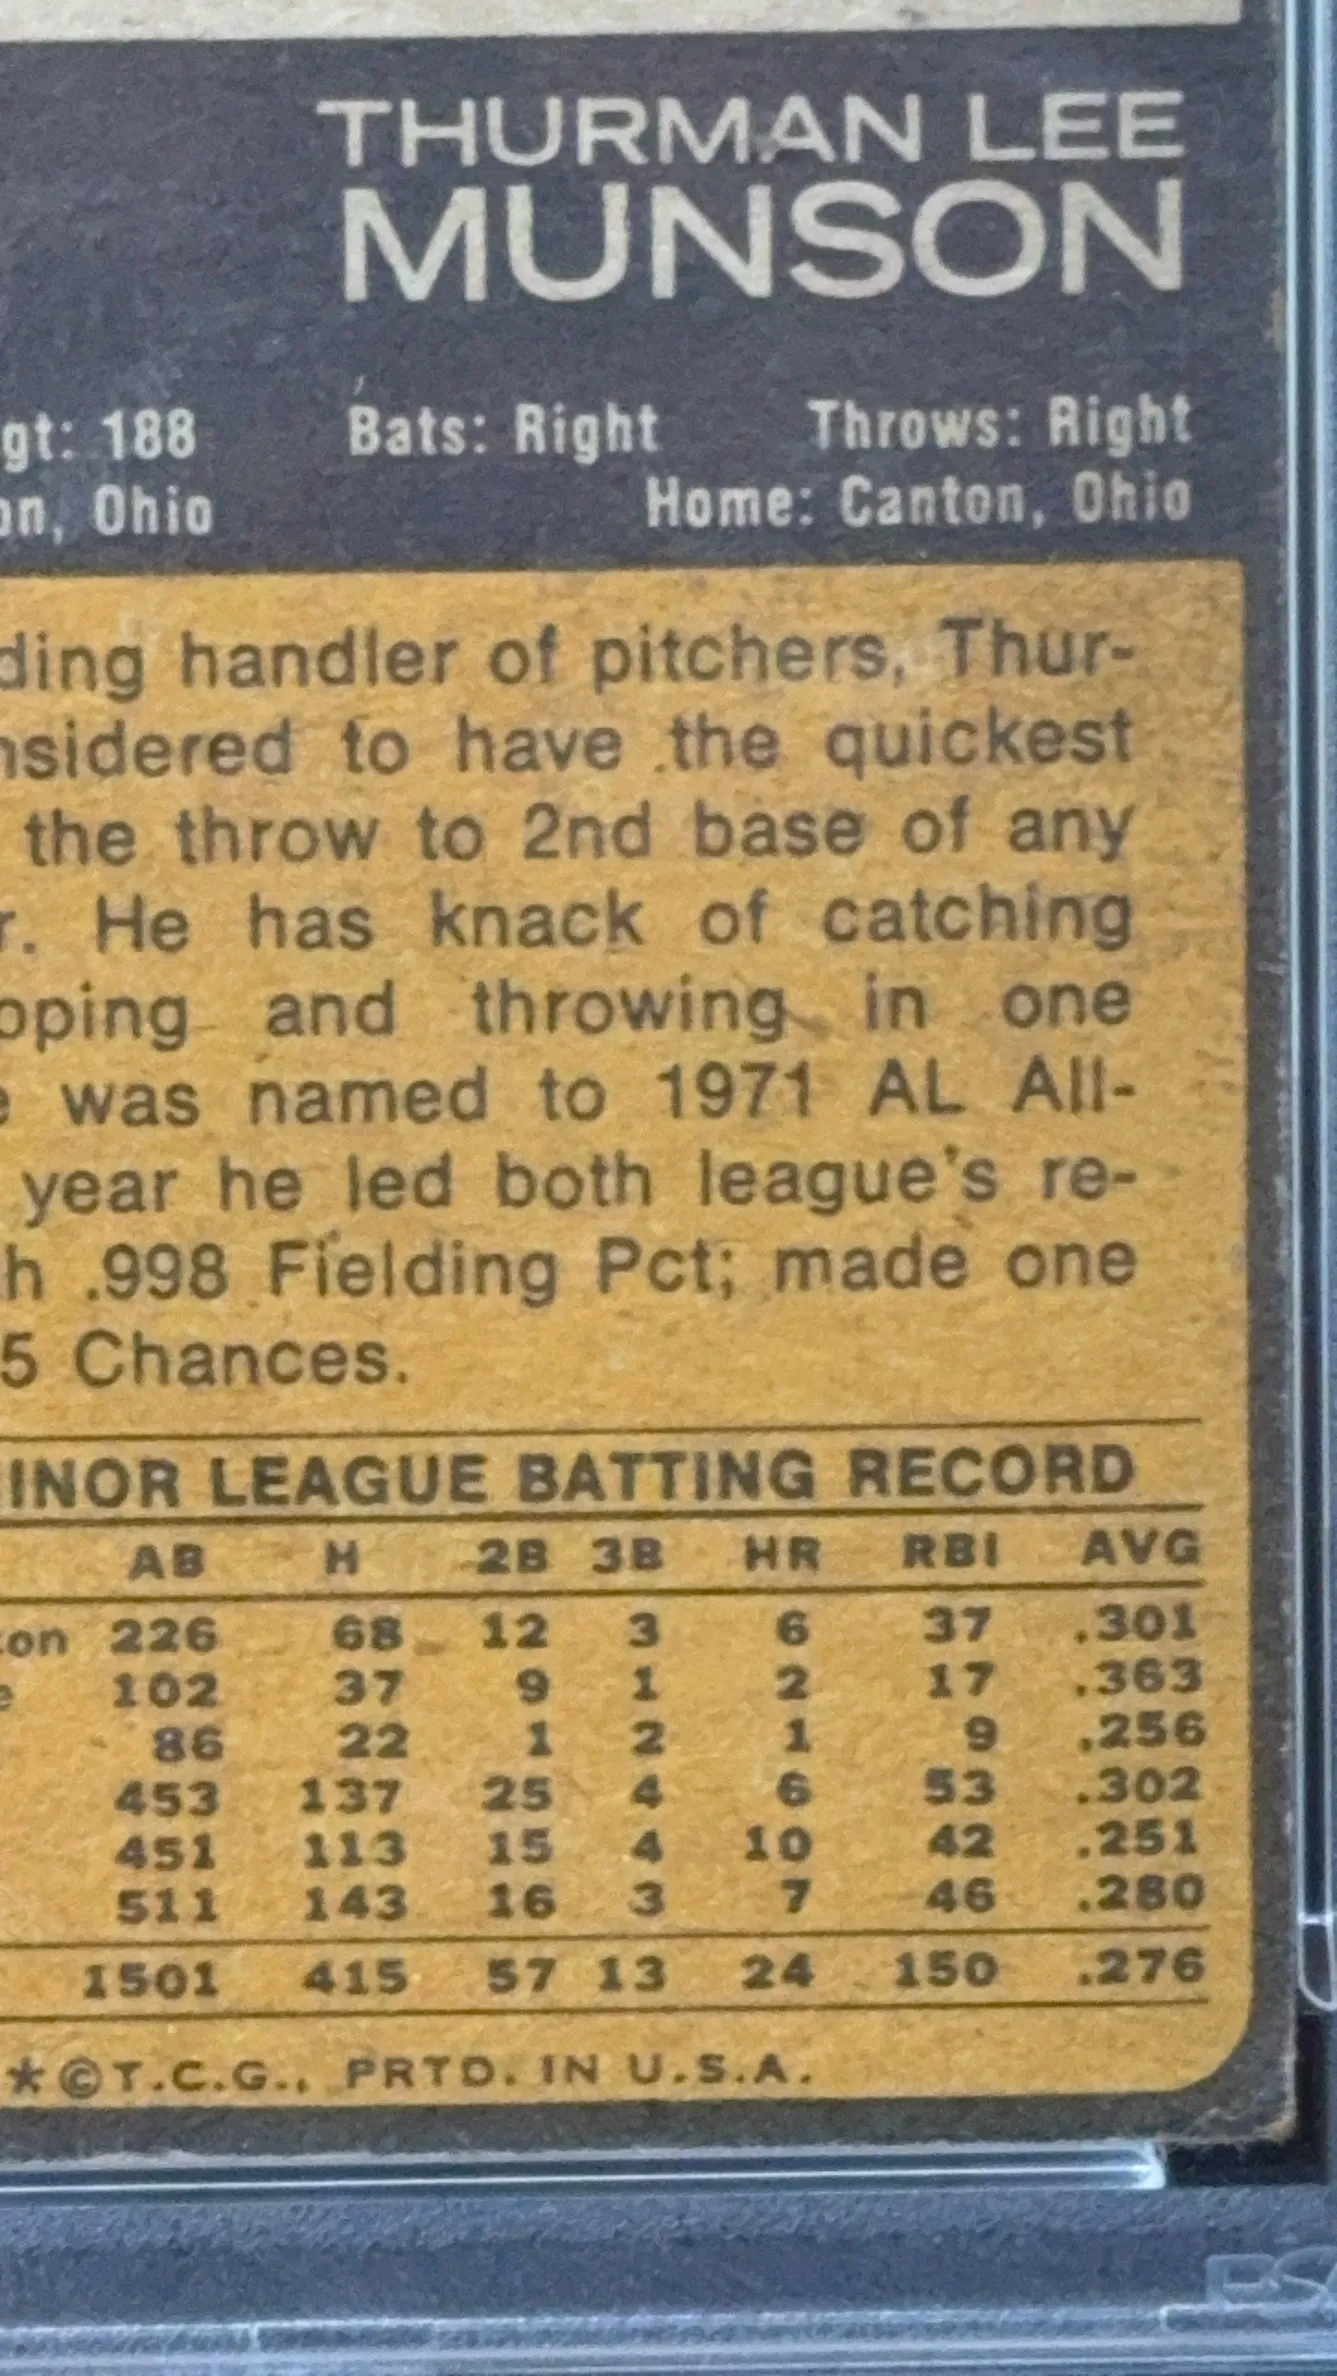 THURMAN LEE
MUNSON
gt: 188 Bats: Right Throws: Right
on, Ohio Home: Canton, Ohio
ding handler of pitchers, Thur-
nsidered to have the quickest
the throw to 2nd base of any
r. He has knack of catching
pping and throwing in one
e was named to 1971 AL All-
year he led both league's re-
h .998 Fielding Pct; made one
5 Chances.
INOR LEAGUE BATTING RECORD
AB H 2B 3B HR RBI AVG
ton 226 68 12 3 6 37 .301
e 102 37 9 1 2 17 .363
86 22 1 2 1 9 .256
453 137 25 4 6 53 .302
451 113 15 4 10 42 .251
511 143 16 3 7 46 .280
1501 415 57 13 24 150 .276
*©T.C.G., PRTD. IN U.S.A.
PSA